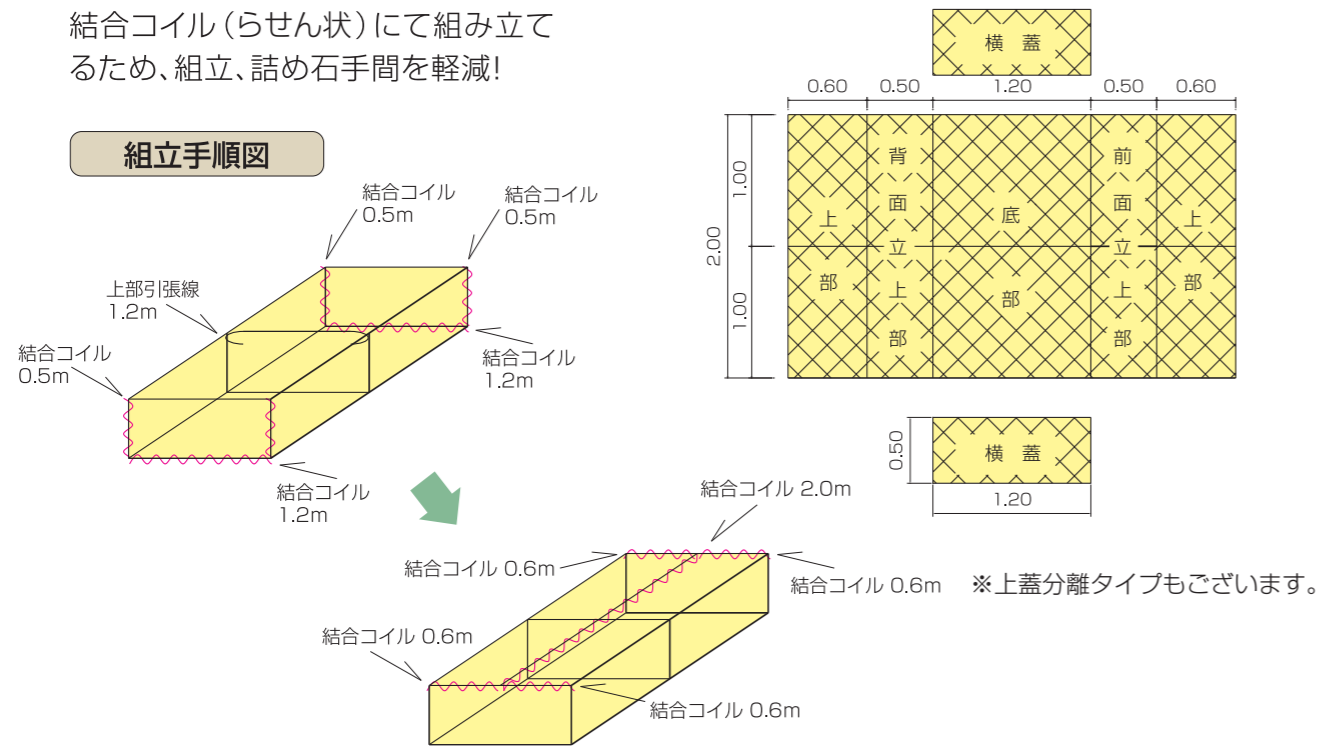 結合コイル（らせん状）にて組み立て
るため、組立、詰め石手間を軽減！
組立手順図
結合コイル
0.5m
結合コイル
0.5m
上部引張線
1.2m
結合コイル
0.5m
結合コイル
1.2m
結合コイル
1.2m
結合コイル 2.0m
結合コイル 0.6m
結合コイル 0.6m
結合コイル 0.6m
結合コイル 0.6m
※上蓋分離タイプもございます。
横 蓋
0.60 0.50 1.20 0.50 0.60
2.00
1.00
1.00
上部
背面立上部
底部
前面立上部
上部
横 蓋
0.50
1.20